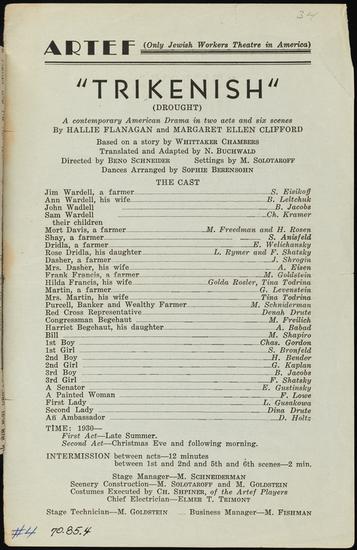 34
ARTEF (Only Jewish Workers Theatre in America)
"TRIKENISH"
(DROUGHT)
A contemporary American Drama in two acts and six scenes
By HALLIE FLANAGAN and MARGARET ELLEN CLIFFORD
Based on a story by WHITTAKER CHAMBERS
Translated and Adapted by N. BUCHWALD
Directed by BENO SCHNEIDER Settings by M. SOLOTAROFF
Dances Arranged by SOPHIE BERENSOHN
THE CAST
Jim Wardell, a farmer S. Eisikoff
Ann Wardell, his wife B. Leltchuk
John Wadlell B. Jacobs
Sam Wardell Ch. Kramer
their children
Mort Davis, a farmer M. Freedman and H. Rosen
Shay, a farmer S. Anisfeld
Dridla, a farmer E. Welichansky
Rose Dridla, his daughter L. Rymer and F. Shatsky
Dasher, a farmer J. Shrogin
Mrs. Dasher, his wife A. Eisen
Frank Francis, a farmer M. Goldstein
Hilda Francis, his wife Golda Rosler, Tina Todrina
Martin, a farmer G. Levenstein
Mrs. Martin, his wife Tina Todrina
Purcell, Banker and Wealthy Farmer M. Schniderman
Red Cross Representative Denah Drute
Congressman Begehaut M. Freilich
Harriet Begehaut, his daughter A. Babad
Bill M. Shapiro
1st Boy Chas. Gordon
1st Girl S. Bronfeld
2nd Boy H. Bender
2nd Girl G. Kaplan
3rd Boy B. Jacobs
3rd Girl F. Shatsky
A Senator E. Gustinsky
A Painted Woman F. Lowe
First Lady L. Gusakowa
Second Lady Dina Drute
An Ambassador D. Holtz
TIME: 1930—
First Act—Late Summer.
Second Act—Christmas Eve and following morning.
INTERMISSION between acts—12 minutes
between 1st and 2nd and 5th and 6th scenes—2 min.
Stage Manager—M. SCHNEIDERMAN
Scenery Construction—M. SOLOTAROFF and M. GOLDSTEIN
Costumes Executed by CH. SHPINER, of the Artef Players
Chief Electrician—ELMER T. TRIMONT
Stage Technician—M. GOLDSTEIN Business Manager—M. FISHMAN
#4 70.85.4